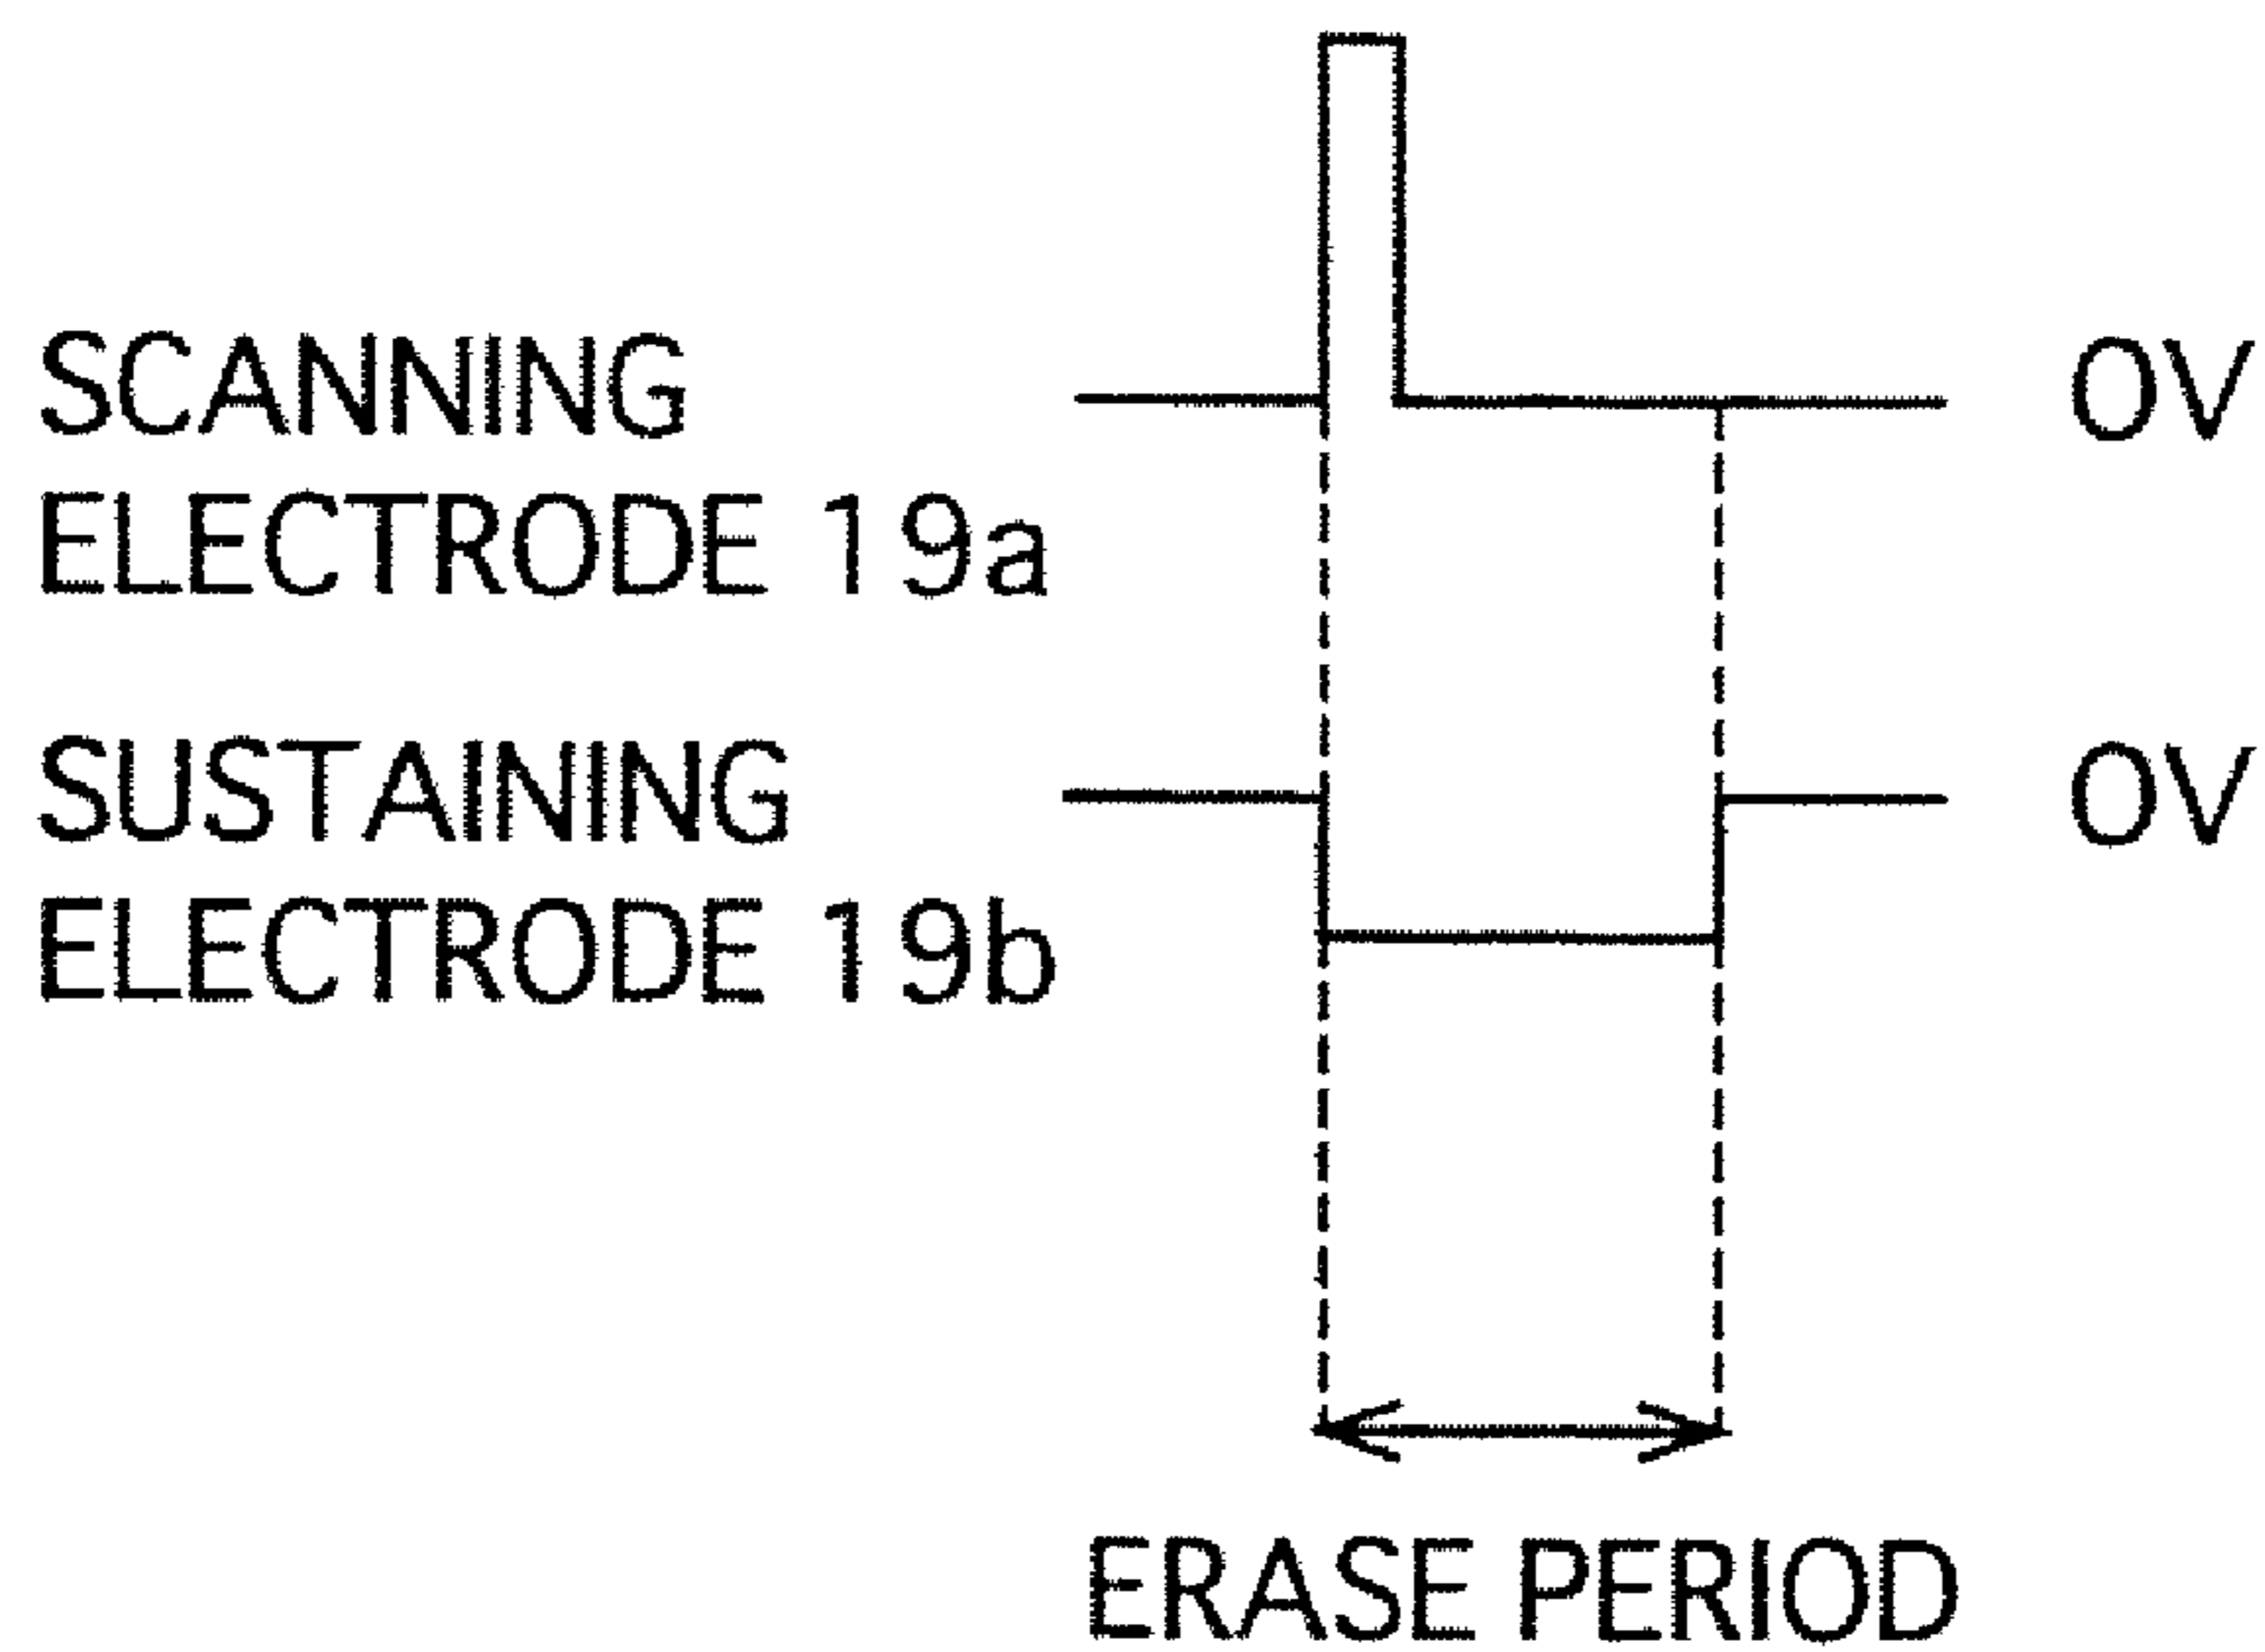 SCANNING
ELECTRODE 19a
0V
SUSTAINING
ELECTRODE 19b
0V
ERASE PERIOD